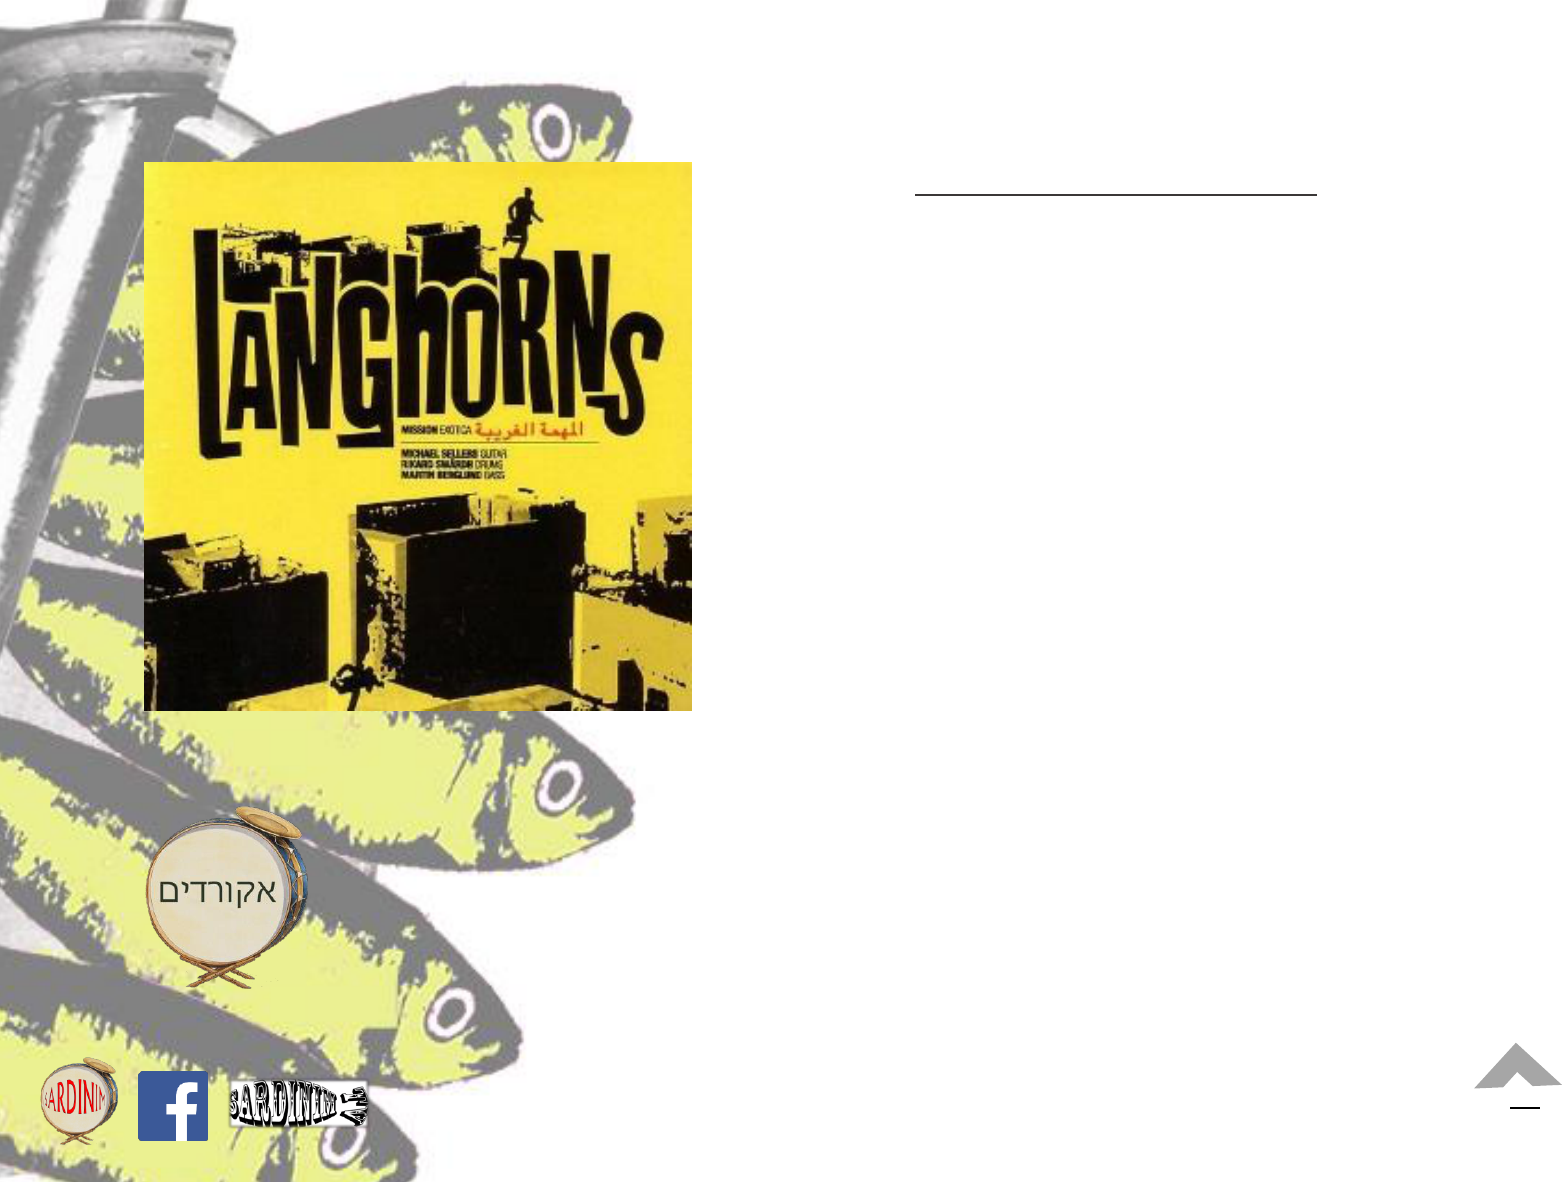 LANGHORNS
MISSION EXOTICA المهمة الغريبة
MICHAEL SELLERS GUITAR
RIKARD SWÄRDH DRUMS
MARTIN BERGLUND BASS
אקורדים
SARDINIM
SARDINIM